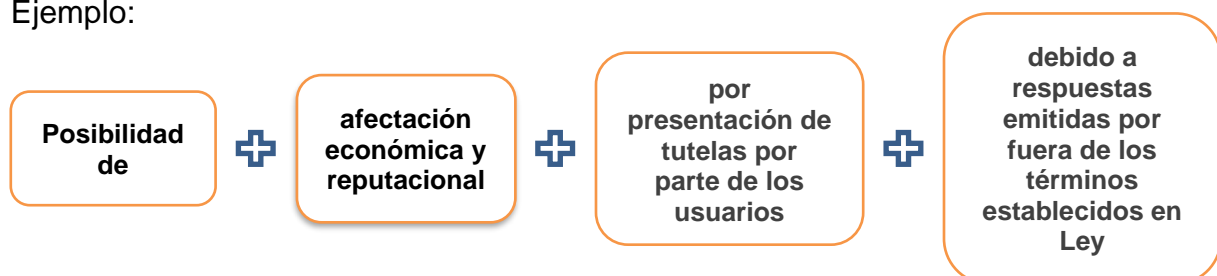 Ejemplo:
Posibilidad
de
afectación
económica y
reputacional
por
presentación de
tutelas por
parte de los
usuarios
debido a
respuestas
emitidas por
fuera de los
términos
establecidos en
Ley